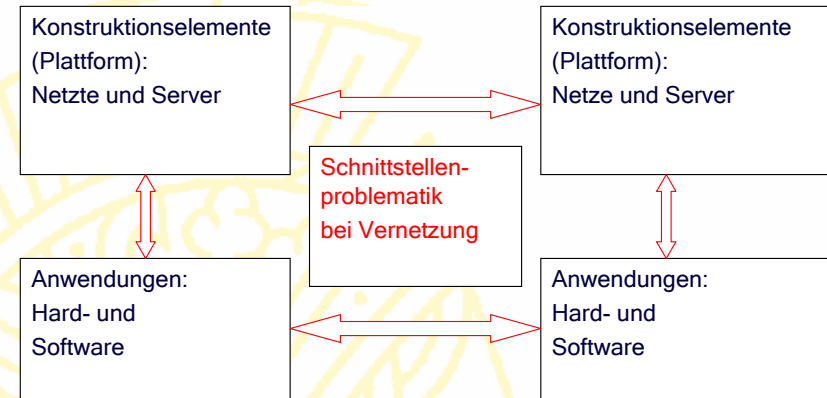 Konstruktionselemente
(Plattform):
Netzte und Server
Konstruktionselemente
(Plattform):
Netze und Server
Schnittstellen-
problematik
bei Vernetzung
Anwendungen:
Hard- und
Software
Anwendungen:
Hard- und
Software